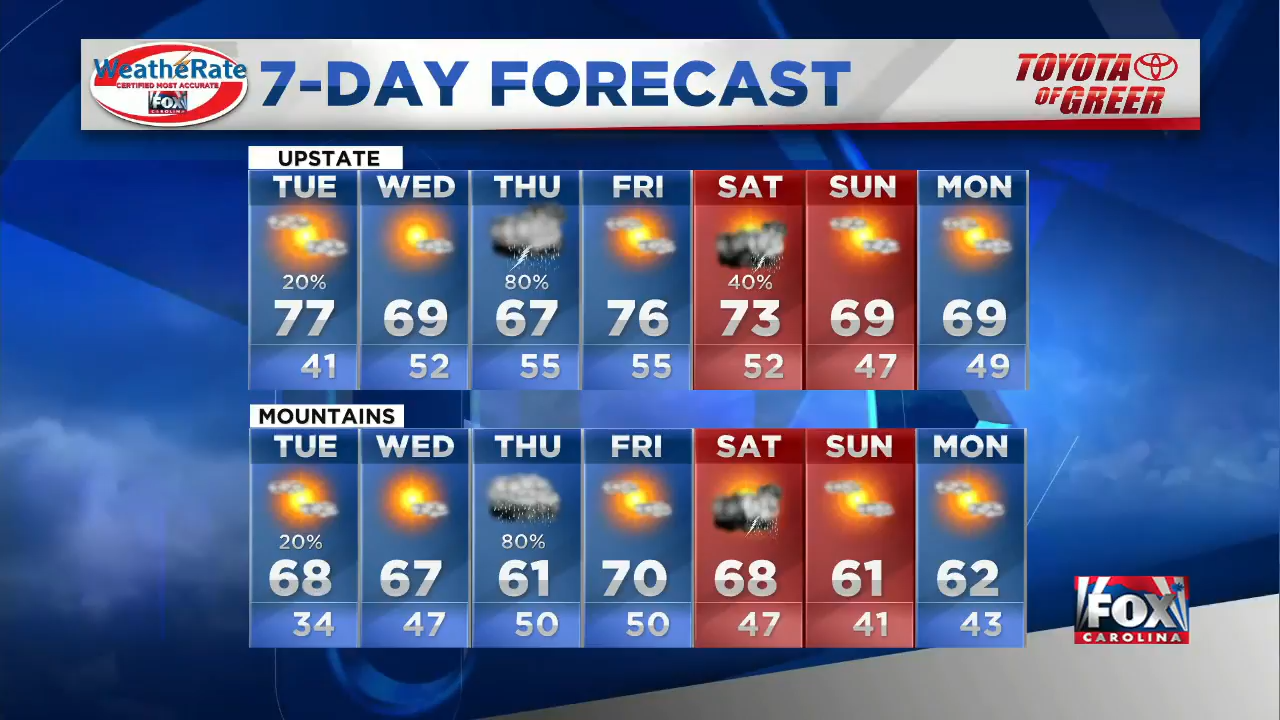 WeatheRate
CERTIFIED MOST ACCURATE
FOX
CAROLINA
7-DAY FORECAST
TOYOTA
OF GREER
UPSTATE
TUE WED THU FRI SAT SUN MON
20% 80% 40%
77 69 67 76 73 69 69
41 52 55 55 52 47 49
MOUNTAINS
TUE WED THU FRI SAT SUN MON
20% 80%
68 67 61 70 68 61 62
34 47 50 50 47 41 43
FOX
CAROLINA